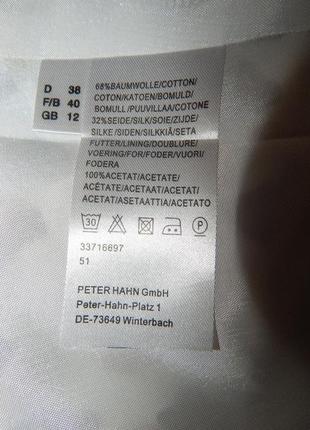 D 38
F/B 40
GB 12
68%BAUMWOLLE/COTTON/
COTON/KATOEN/BOMULD/
BOMULL/PUUVILLAA/COTONE
32%SEIDE/SILK/SOIE/ZIJDE/
SILKE/SIDEN/SILKKIÄ/SETA
FUTTER/LINING/DOUBLURE/
VOERING/FOR/FODER/VUORI/
FODERA
100%ACETAT/ACETATE/
ACÉTATE/ACETAAT/ACETAT/
ACETAT/ASETAATTIA/ACETATO
30 P
33716697
51
PETER HAHN GmbH
Peter-Hahn-Platz 1
DE-73649 Winterbach